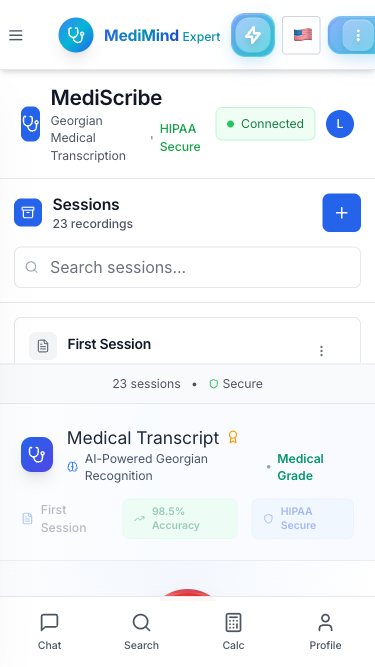 MediMind Expert
MediScribe
Georgian
Medical
Transcription
•
HIPAA
Secure
Connected
L
Sessions
23 recordings
Search sessions...
First Session
23 sessions • Secure
Medical Transcript
AI-Powered Georgian
Recognition
•
Medical
Grade
First
Session
98.5%
Accuracy
HIPAA
Secure
Chat
Search
Calc
Profile